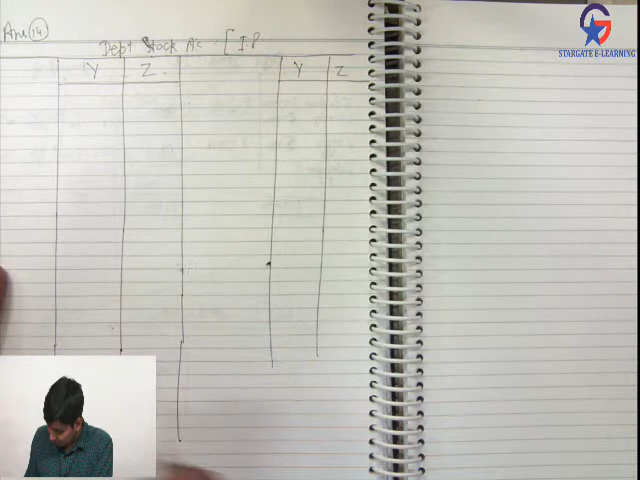 Ans 14
Dept Stock A/c - [ I.P
Y Z Y Z
STARGATE E-LEARNING